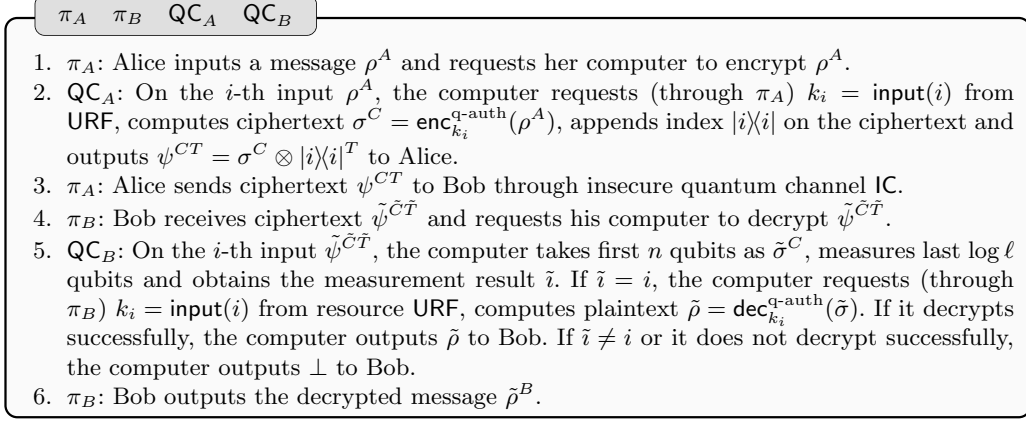 π_A π_B QC_A QC_B
1. π_A: Alice inputs a message ρ^A and requests her computer to encrypt ρ^A.
2. QC_A: On the i-th input ρ^A, the computer requests (through π_A) k_i = input(i) from
URF, computes ciphertext σ^C = enc^{q-auth}_{k_i}(ρ^A), appends index |i⟩⟨i| on the ciphertext and
outputs ψ^{CT} = σ^C ⊗ |i⟩⟨i|^T to Alice.
3. π_A: Alice sends ciphertext ψ^{CT} to Bob through insecure quantum channel IC.
4. π_B: Bob receives ciphertext ψ̃^{C̃T̃} and requests his computer to decrypt ψ̃^{C̃T̃}.
5. QC_B: On the i-th input ψ̃^{C̃T̃}, the computer takes first n qubits as σ̃^C, measures last log ℓ
qubits and obtains the measurement result ĩ. If ĩ = i, the computer requests (through
π_B) k_i = input(i) from resource URF, computes plaintext ρ̃ = dec^{q-auth}_{k_i}(σ̃). If it decrypts
successfully, the computer outputs ρ̃ to Bob. If ĩ ≠ i or it does not decrypt successfully,
the computer outputs ⊥ to Bob.
6. π_B: Bob outputs the decrypted message ρ̃^B.